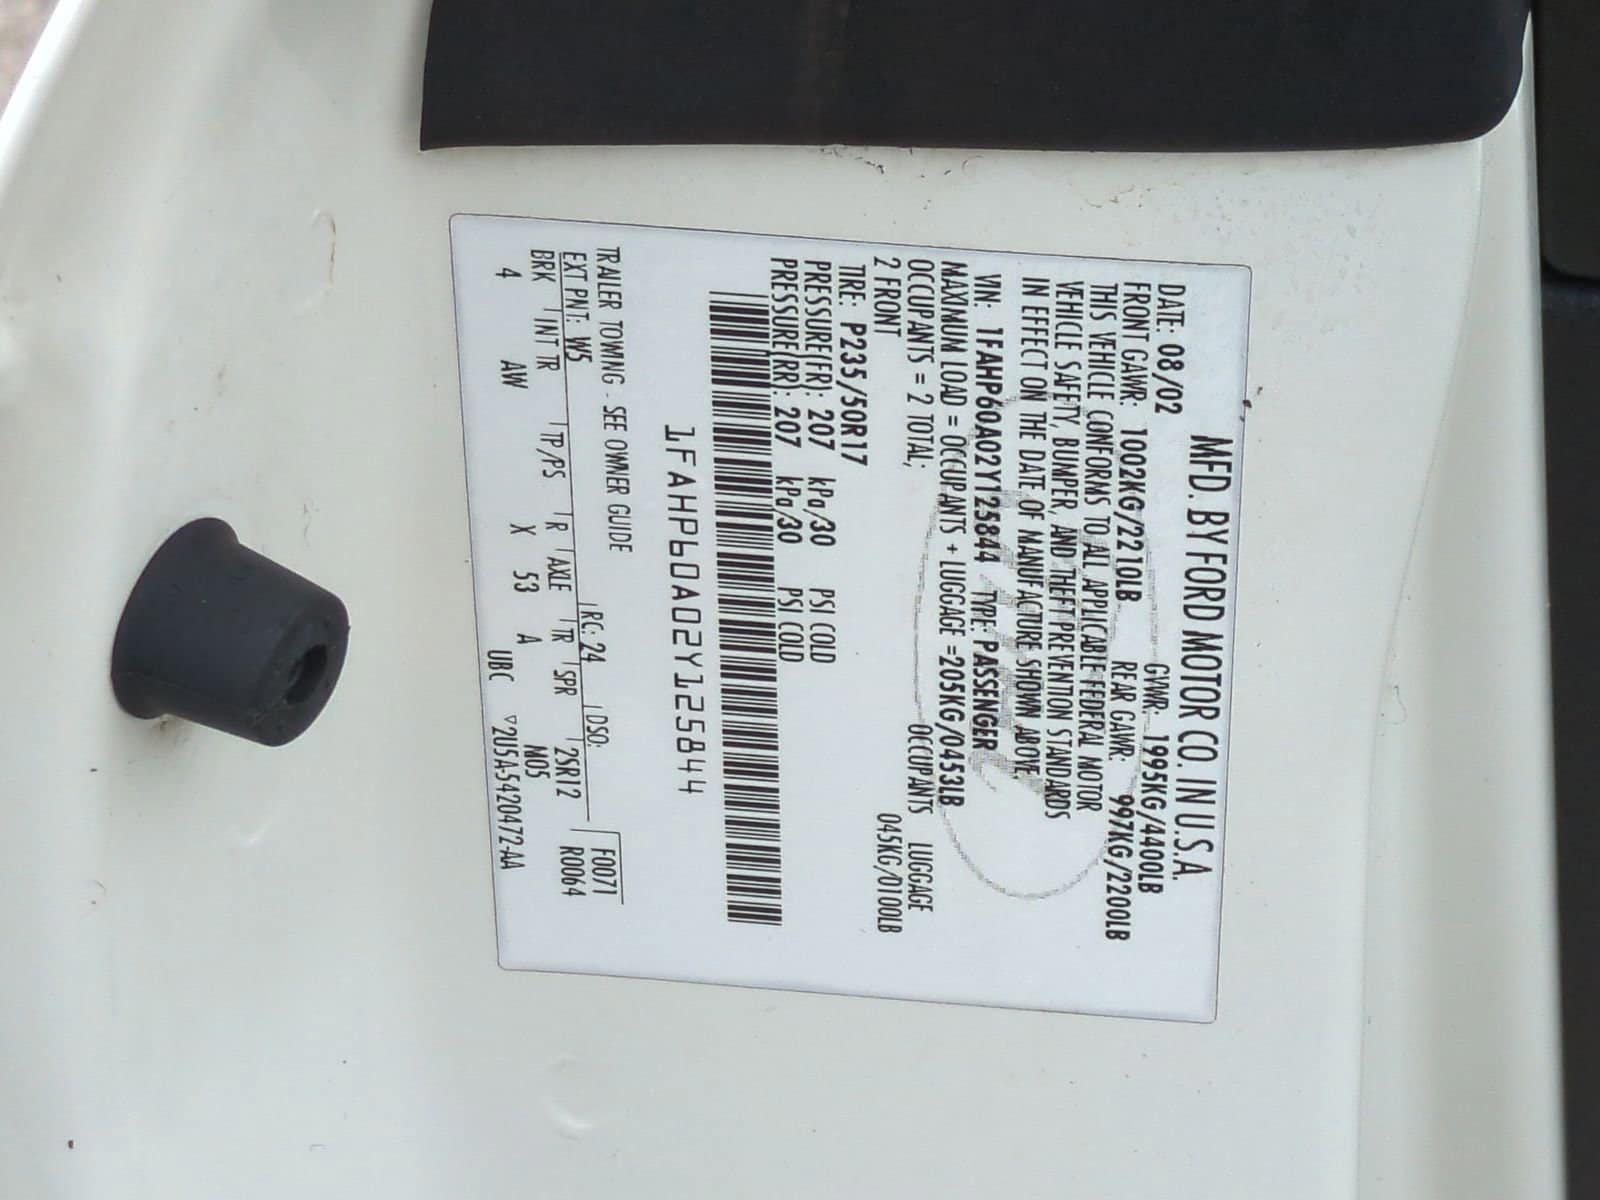 MFD. BY FORD MOTOR CO. IN U.S.A.
DATE: 08/02 GVWR: 1995KG/4400LB
FRONT GAWR: 1002KG/2210LB REAR GAWR: 997KG/2200LB
THIS VEHICLE CONFORMS TO ALL APPLICABLE FEDERAL MOTOR
VEHICLE SAFETY, BUMPER, AND THEFT PREVENTION STANDARDS
IN EFFECT ON THE DATE OF MANUFACTURE SHOWN ABOVE.
VIN: 1FAHP60A02Y125844 TYPE: PASSENGER
MAXIMUM LOAD = OCCUPANTS + LUGGAGE =205KG/0453LB
OCCUPANTS = 2 TOTAL; OCCUPANTS LUGGAGE
2 FRONT 045KG/0100LB
TIRE: P235/50R17
PRESSURE(FR): 207 kPa/30 PSI COLD
PRESSURE(RR): 207 kPa/30 PSI COLD
1FAHP60A02Y125844
TRAILER TOWING - SEE OWNER GUIDE F0071
EXT PNT: W5 RC: 24 DSO: R0064
BRK INT TR TP/PS R AXLE TR SPR 2SR12
4 AW X 53 A N05
UBC ▽2U5A-5420472-AA